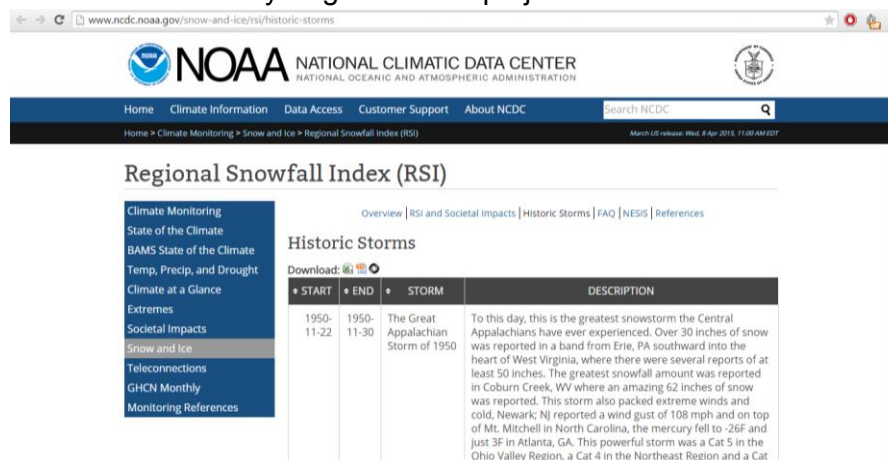 www.ncdc.noaa.gov/snow-and-ice/rsi/historic-storms
NOAA NATIONAL CLIMATIC DATA CENTER
NATIONAL OCEANIC AND ATMOSPHERIC ADMINISTRATION
Home Climate Information Data Access Customer Support About NCDC Search NCDC
Home > Climate Monitoring > Snow and Ice > Regional Snowfall Index (RSI) March US release: Wed, 8 Apr 2015, 11:00 AM EDT
Regional Snowfall Index (RSI)
Climate Monitoring
State of the Climate
BAMS State of the Climate
Temp, Precip, and Drought
Climate at a Glance
Extremes
Societal Impacts
Snow and Ice
Teleconnections
GHCN Monthly
Monitoring References
Overview | RSI and Societal Impacts | Historic Storms | FAQ | NESIS | References
Historic Storms
Download:
START END STORM DESCRIPTION
1950-11-22
1950-11-30
The Great
Appalachian
Storm of 1950
To this day, this is the greatest snowstorm the Central
Appalachians have ever experienced. Over 30 inches of snow
was reported in a band from Erie, PA southward into the
heart of West Virginia, where there were several reports of at
least 50 inches. The greatest snowfall amount was reported
in Coburn Creek, WV where an amazing 62 inches of snow
was reported. This storm also packed extreme winds and
cold, Newark; NJ reported a wind gust of 108 mph and on top
of Mt. Mitchell in North Carolina, the mercury fell to -26F and
just 3F in Atlanta, GA. This powerful storm was a Cat 5 in the
Ohio Valley Region, a Cat 4 in the Northeast Region and a Cat